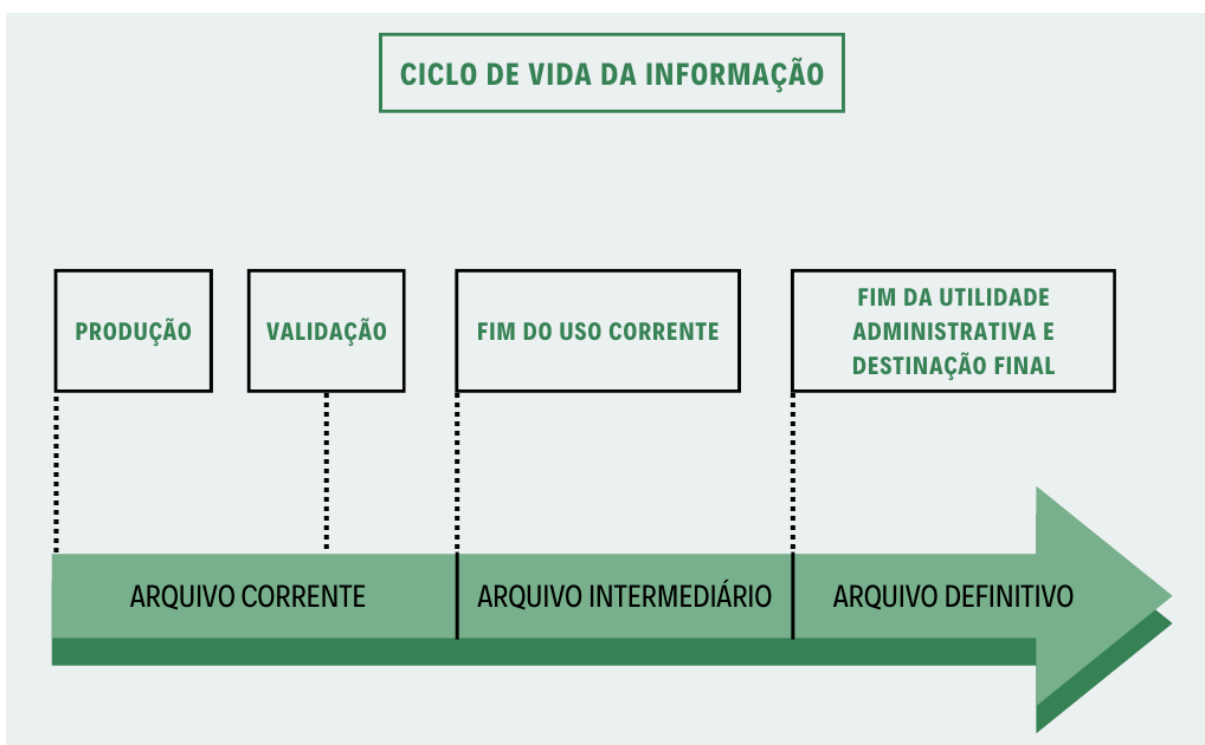 CICLO DE VIDA DA INFORMAÇÃO
PRODUÇÃO
VALIDAÇÃO
FIM DO USO CORRENTE
FIM DA UTILIDADE
ADMINISTRATIVA E
DESTINAÇÃO FINAL
ARQUIVO CORRENTE
ARQUIVO INTERMEDIÁRIO
ARQUIVO DEFINITIVO